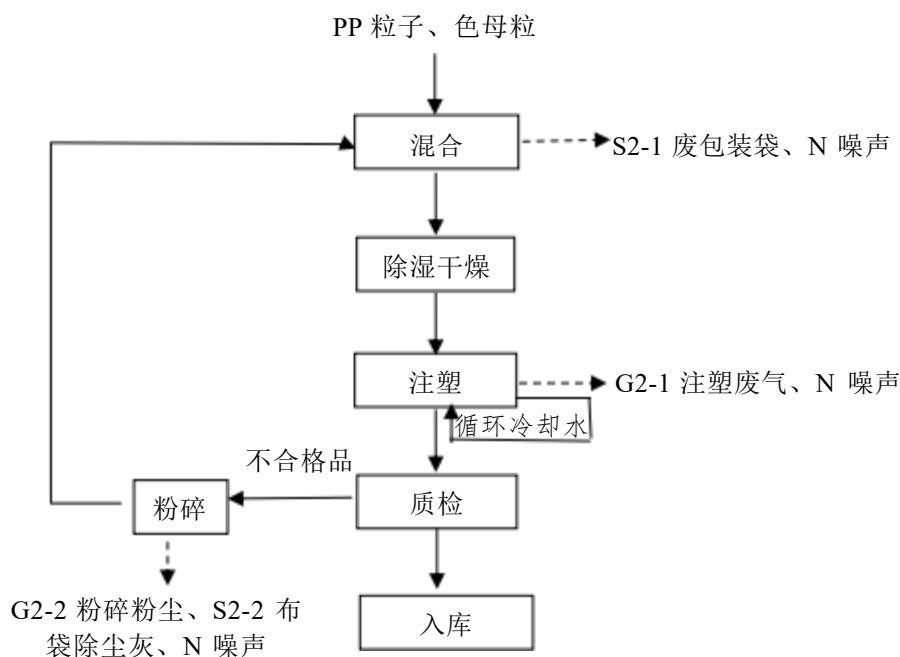 PP 粒子、色母粒
混合
S2-1 废包装袋、N 噪声
除湿干燥
注塑
G2-1 注塑废气、N 噪声
循环冷却水
不合格品
质检
粉碎
G2-2 粉碎粉尘、S2-2 布
袋除尘灰、N 噪声
入库